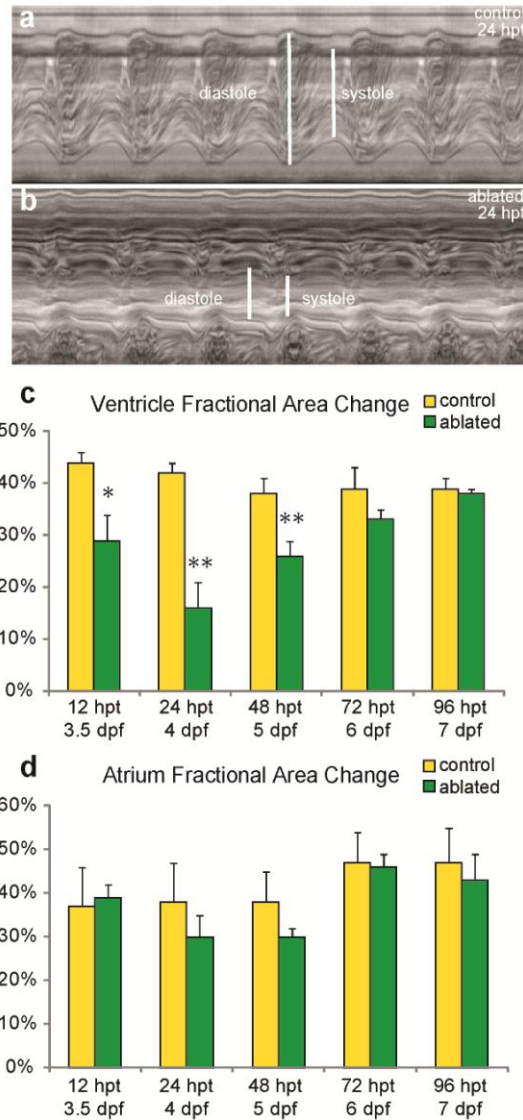 a
control
24 hpt
diastole
systole
b
ablated
24 hpt
diastole
systole
c
Ventricle Fractional Area Change
control
ablated
50%
40%
30%
20%
10%
0%
*
**
**
12 hpt 24 hpt 48 hpt 72 hpt 96 hpt
3.5 dpf 4 dpf 5 dpf 6 dpf 7 dpf
d
Atrium Fractional Area Change
control
ablated
60%
50%
40%
30%
20%
10%
0%
12 hpt 24 hpt 48 hpt 72 hpt 96 hpt
3.5 dpf 4 dpf 5 dpf 6 dpf 7 dpf